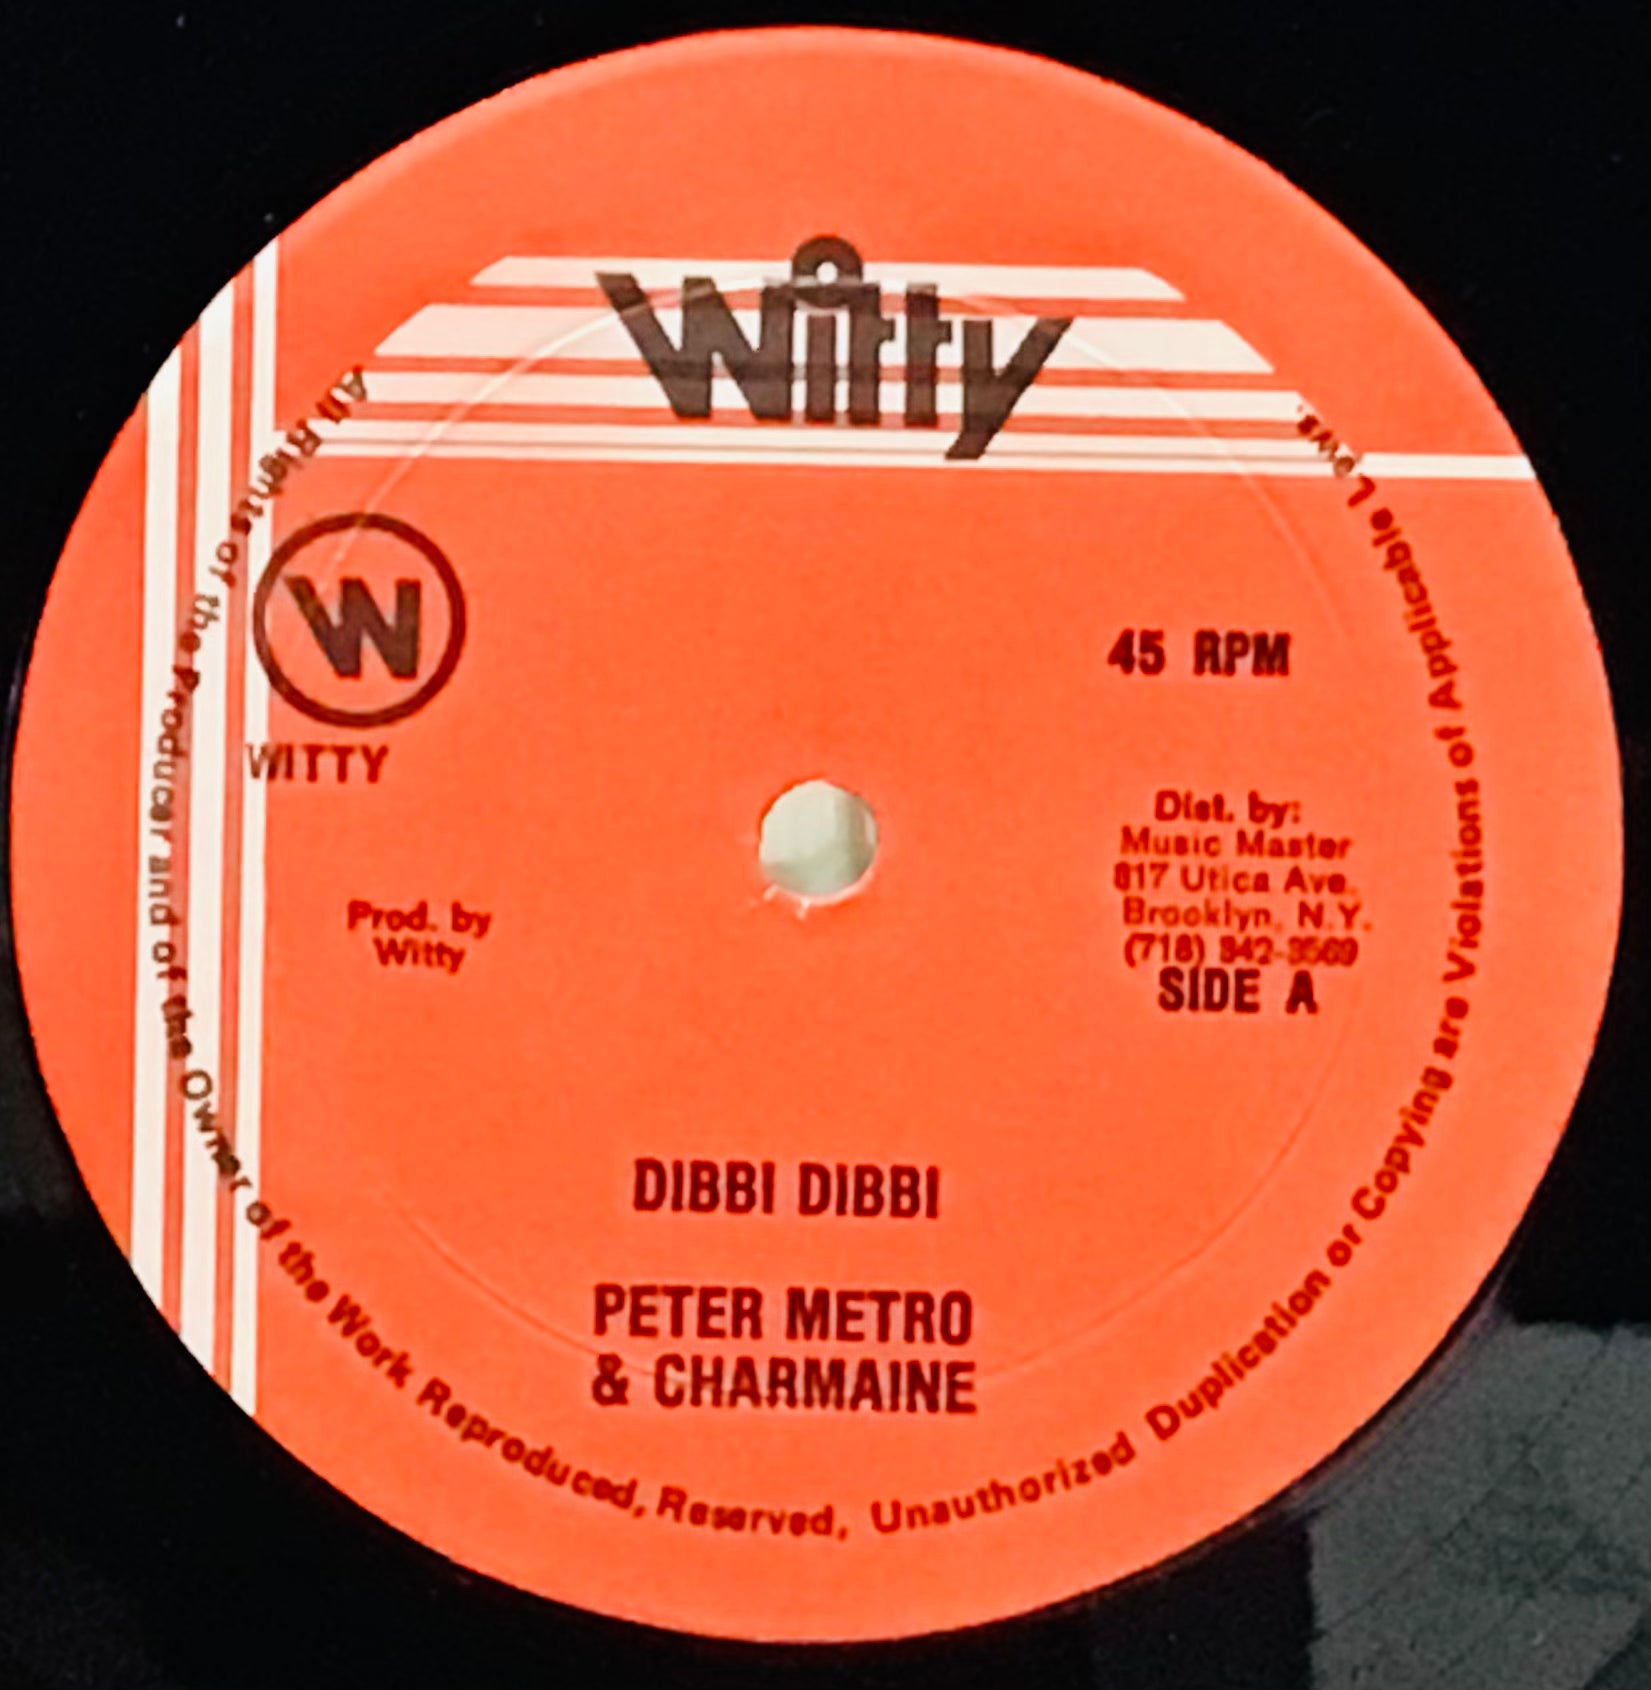 Witty
W
WITTY
45 RPM
Prod. by
Witty
Dist. by:
Music Master
817 Utica Ave.
Brooklyn, N.Y.
(718) 342-3569
SIDE A
DIBBI DIBBI
PETER METRO
& CHARMAINE
All Rights of the Producer and of the Owner of the Work Reproduced, Reserved, Unauthorized Duplication or Copying are Violations of Applicable Laws.